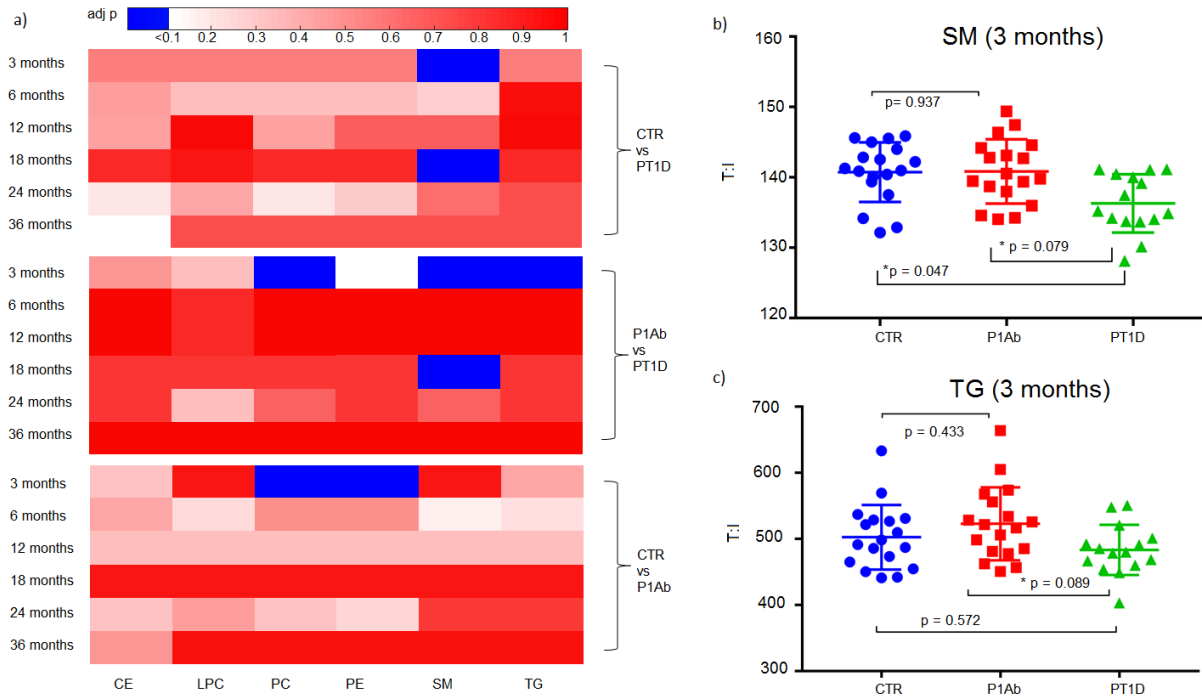 a)
adj p
<0.1 0.2 0.3 0.4 0.5 0.6 0.7 0.8 0.9 1
3 months
6 months
12 months
18 months
24 months
36 months
CTR
vs
PT1D
3 months
6 months
12 months
18 months
24 months
36 months
P1Ab
vs
PT1D
3 months
6 months
12 months
18 months
24 months
36 months
CTR
vs
P1Ab
CE LPC PC PE SM TG
b)
SM (3 months)
T:I
160
150
140
130
120
p= 0.937
* p = 0.079
*p = 0.047
CTR P1Ab PT1D
c)
TG (3 months)
T:I
700
600
500
400
300
p = 0.433
* p = 0.089
p = 0.572
CTR P1Ab PT1D